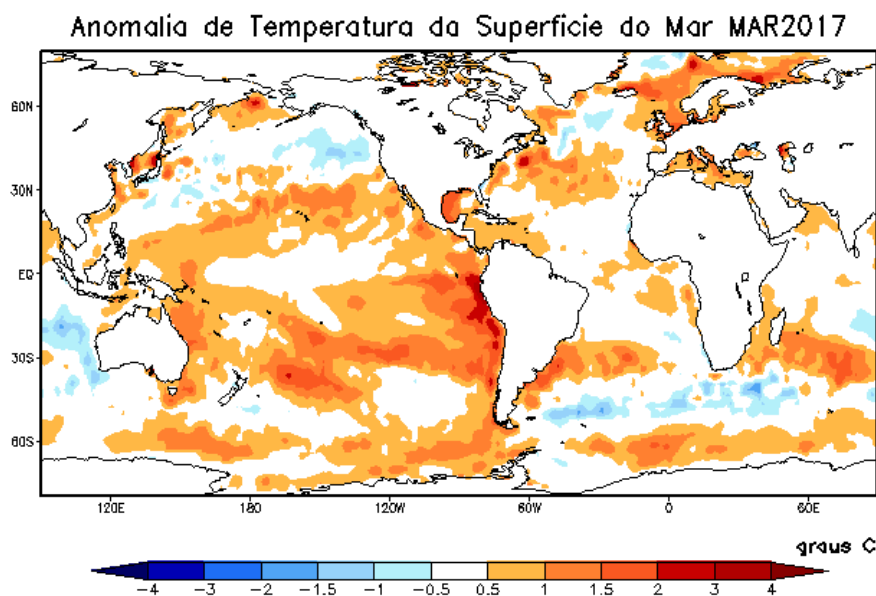 Anomalia de Temperatura da Superficie do Mar MAR2017
60N
30N
EQ
30S
60S
120E 180 120W 60W 0 60E
graus C
-4 -3 -2 -1.5 -1 -0.5 0.5 1 1.5 2 3 4